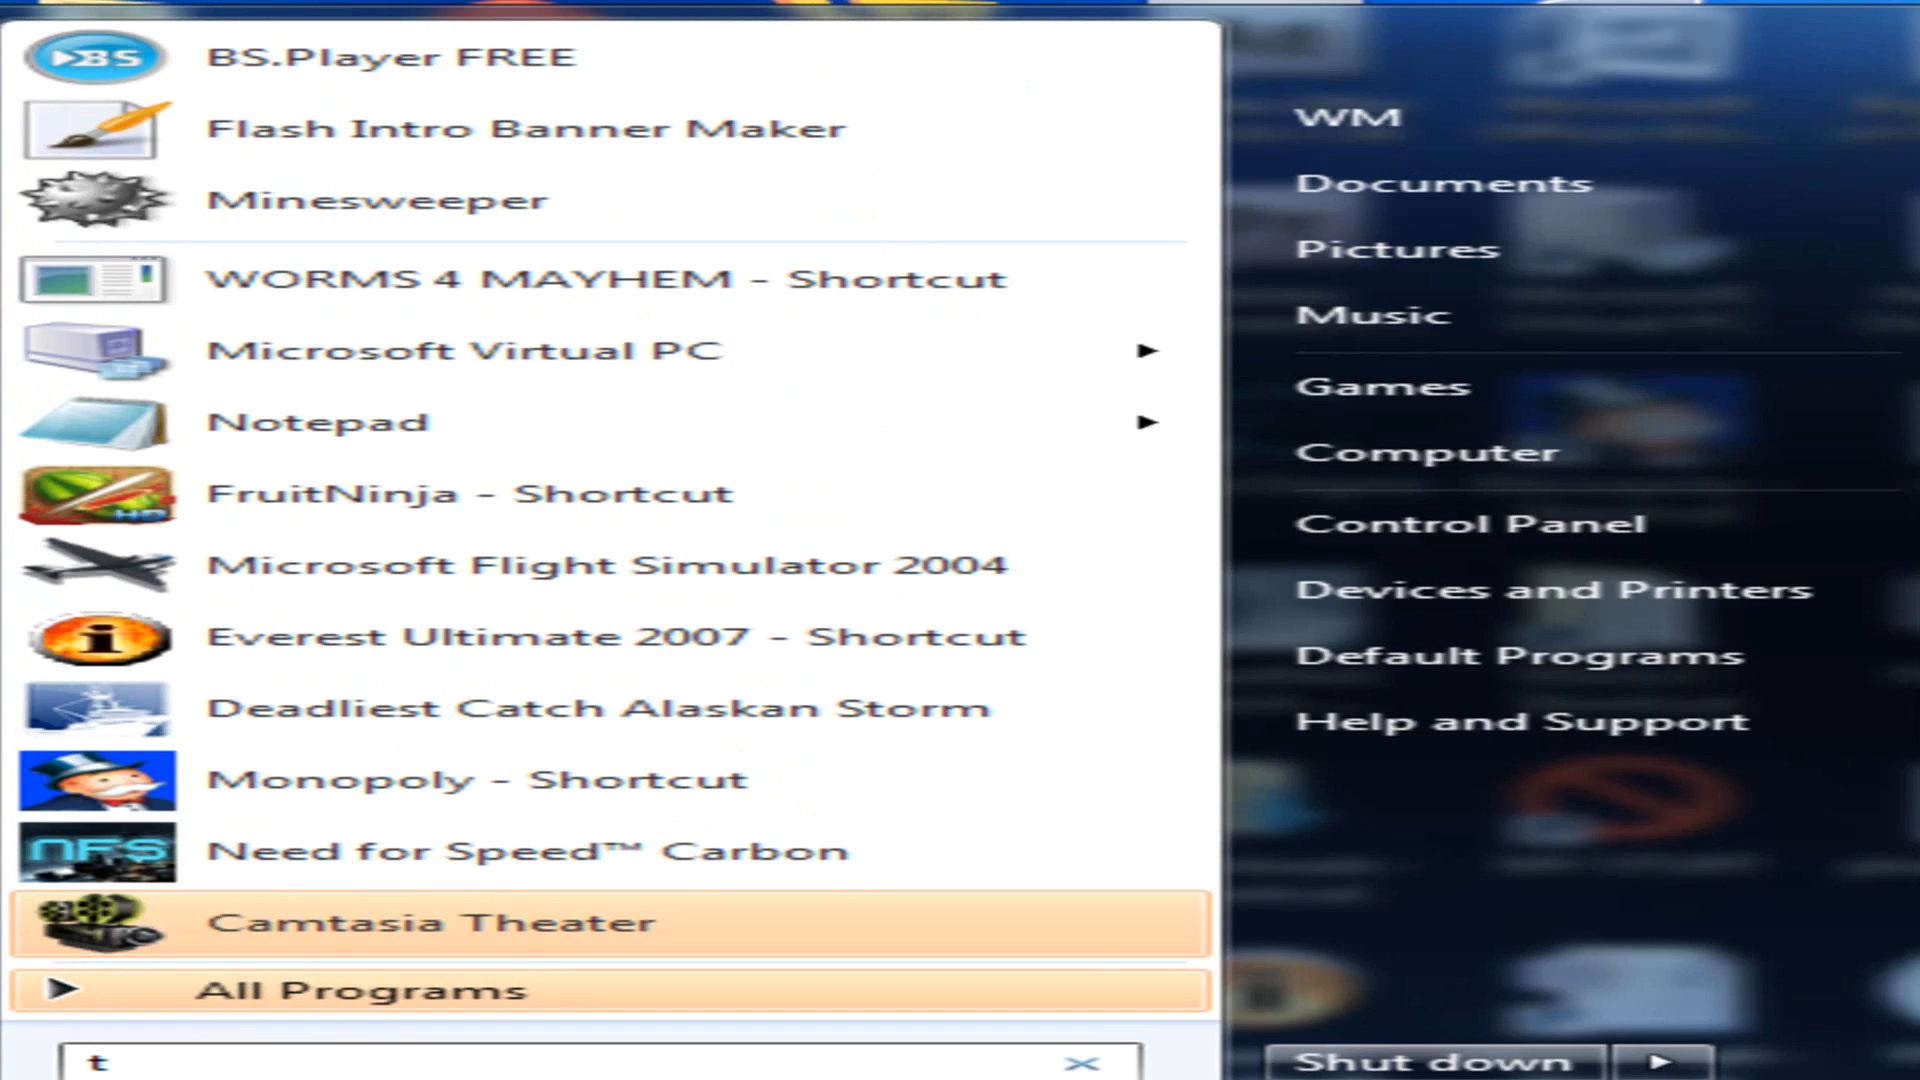 BS
BS.Player FREE
Flash Intro Banner Maker
Minesweeper
WORMS 4 MAYHEM - Shortcut
Microsoft Virtual PC
Notepad
HD
FruitNinja - Shortcut
Microsoft Flight Simulator 2004
i
Everest Ultimate 2007 - Shortcut
Deadliest Catch Alaskan Storm
Monopoly - Shortcut
NFS
Need for Speed™ Carbon
Camtasia Theater
All Programs
t
WM
Documents
Pictures
Music
Games
Computer
Control Panel
Devices and Printers
Default Programs
Help and Support
Shut down